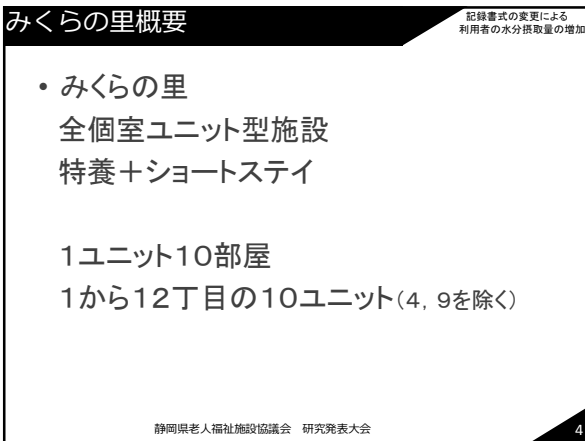 みくらの里概要
記録書式の変更による
利用者の水分摂取量の増加
• みくらの里
全個室ユニット型施設
特養＋ショートステイ
１ユニット１０部屋
１から１２丁目の１０ユニット（４，９を除く）
静岡県老人福祉施設協議会　研究発表大会
4